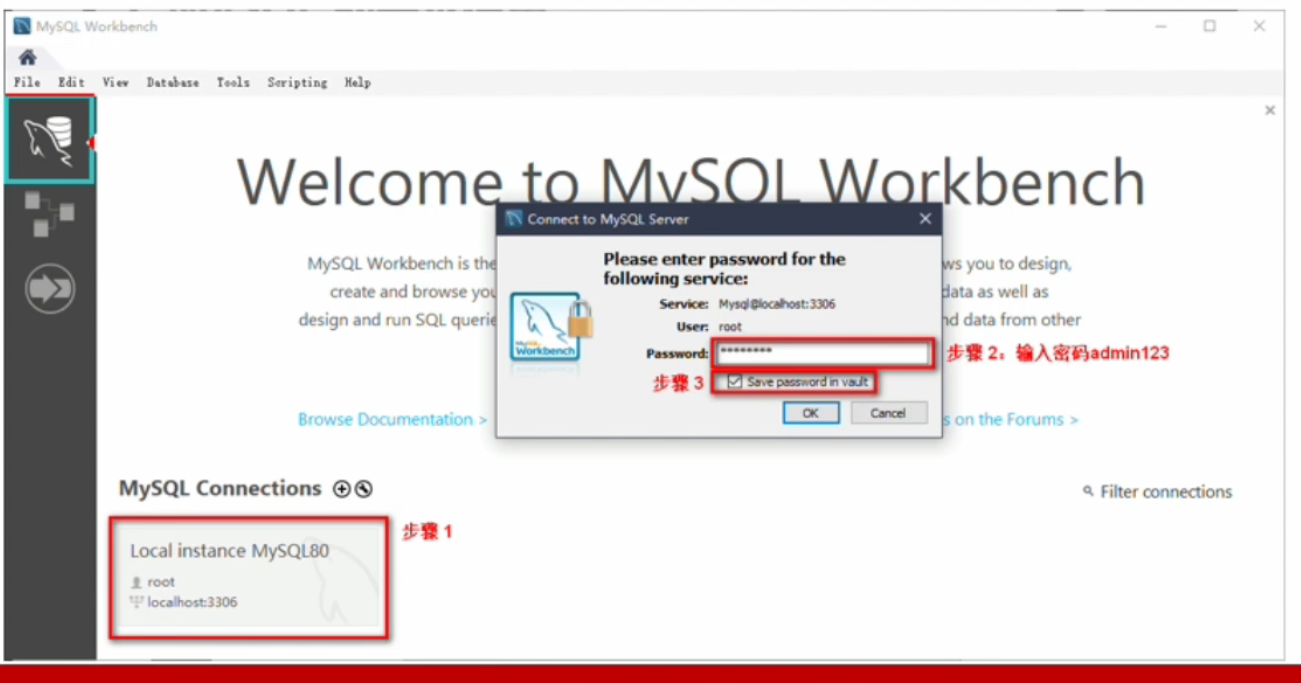 MySQL Workbench
File Edit View Database Tools Scripting Help
Welcome to MySQL Workbench
Connect to MySQL Server
MySQL Workbench is the
ws you to design,
create and browse you
data as well as
design and run SQL querie
nd data from other
Please enter password for the
following service:
Service: Mysql@localhost:3306
User: root
Password: ********
步骤 2：输入密码admin123
步骤 3
Save password in vault
OK Cancel
Browse Documentation >
s on the Forums >
MySQL Connections
Filter connections
步骤 1
Local instance MySQL80
root
localhost:3306